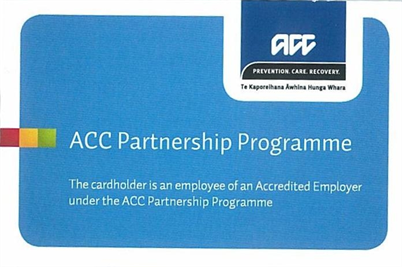 acc
PREVENTION. CARE. RECOVERY.
Te Kaporeihana Āwhina Hunga Whara
ACC Partnership Programme
The cardholder is an employee of an Accredited Employer
under the ACC Partnership Programme